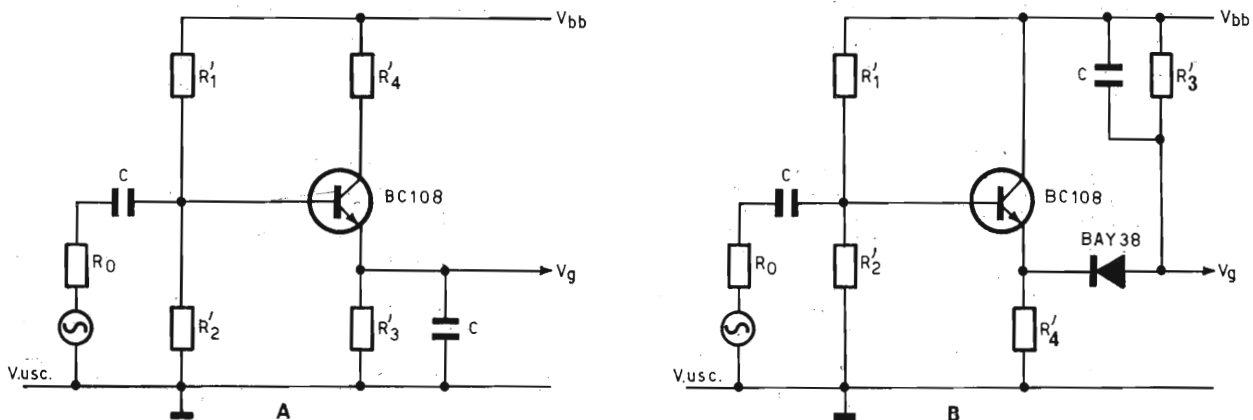 Vbb
R'1
R'4
C
BC108
R0
Vg
R'2
R'3
C
V.usc.
A
Vbb
R'1
C
R'3
C
BC108
BAY38
R0
R'2
Vg
R'4
V.usc.
B